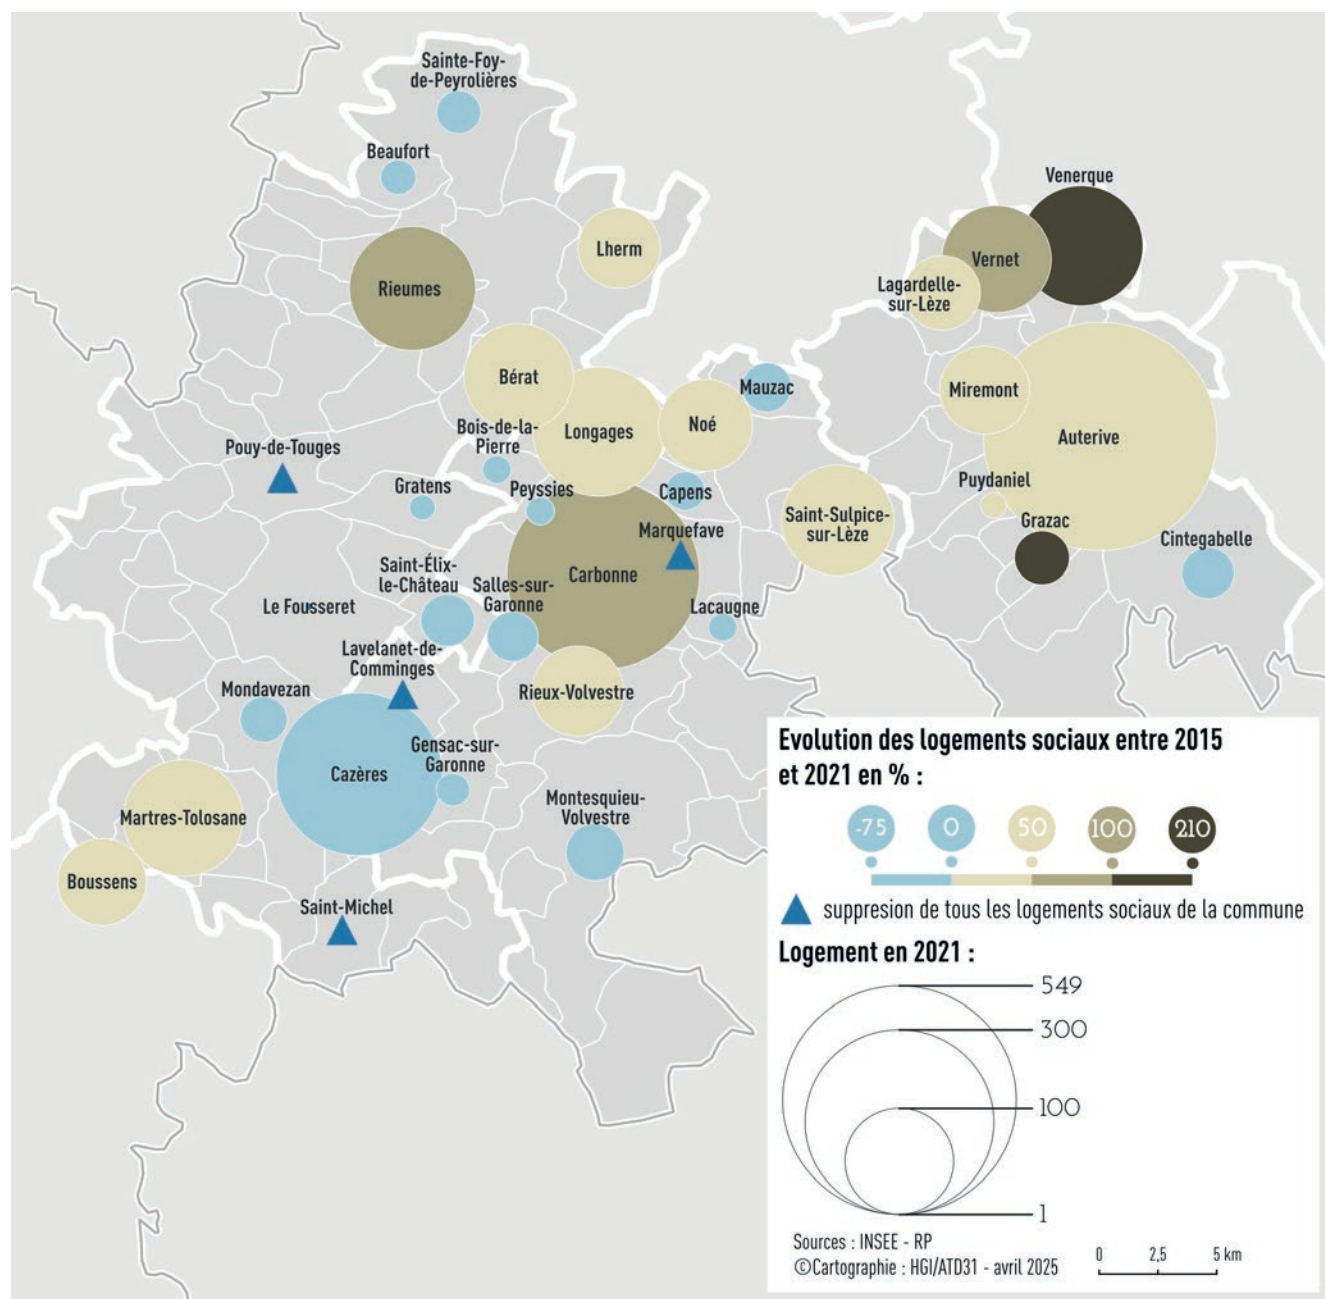 Sainte-Foy-
de-Peyrolières
Beaufort
Venerque
Lherm
Vernet
Rieumes
Lagardelle-
sur-Lèze
Bérat
Mauzac
Miremont
Longages
Noé
Auterive
Bois-de-la-
Pierre
Pouy-de-Touges
Gratens
Peyssies
Capens
Puydaniel
Saint-Sulpice-
sur-Lèze
Grazac
Marquefave
Cintegabelle
Saint-Élix-
le-Château
Salles-sur-
Garonne
Carbonne
Le Fousseret
Lacaugne
Lavelanet-de-
Comminges
Mondavezan
Rieux-Volvestre
Gensac-sur-
Garonne
Cazères
Montesquieu-
Volvestre
Martres-Tolosane
Boussens
Saint-Michel
Evolution des logements sociaux entre 2015
et 2021 en % :
-75 0 50 100 210
suppresion de tous les logements sociaux de la commune
Logement en 2021 :
549
300
100
1
Sources : INSEE - RP
©Cartographie : HGI/ATD31 - avril 2025
0 2,5 5 km